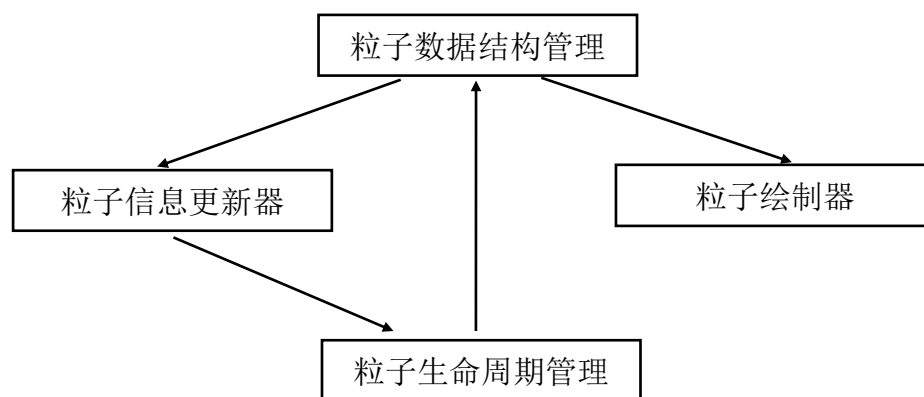 粒子数据结构管理
粒子信息更新器
粒子绘制器
粒子生命周期管理